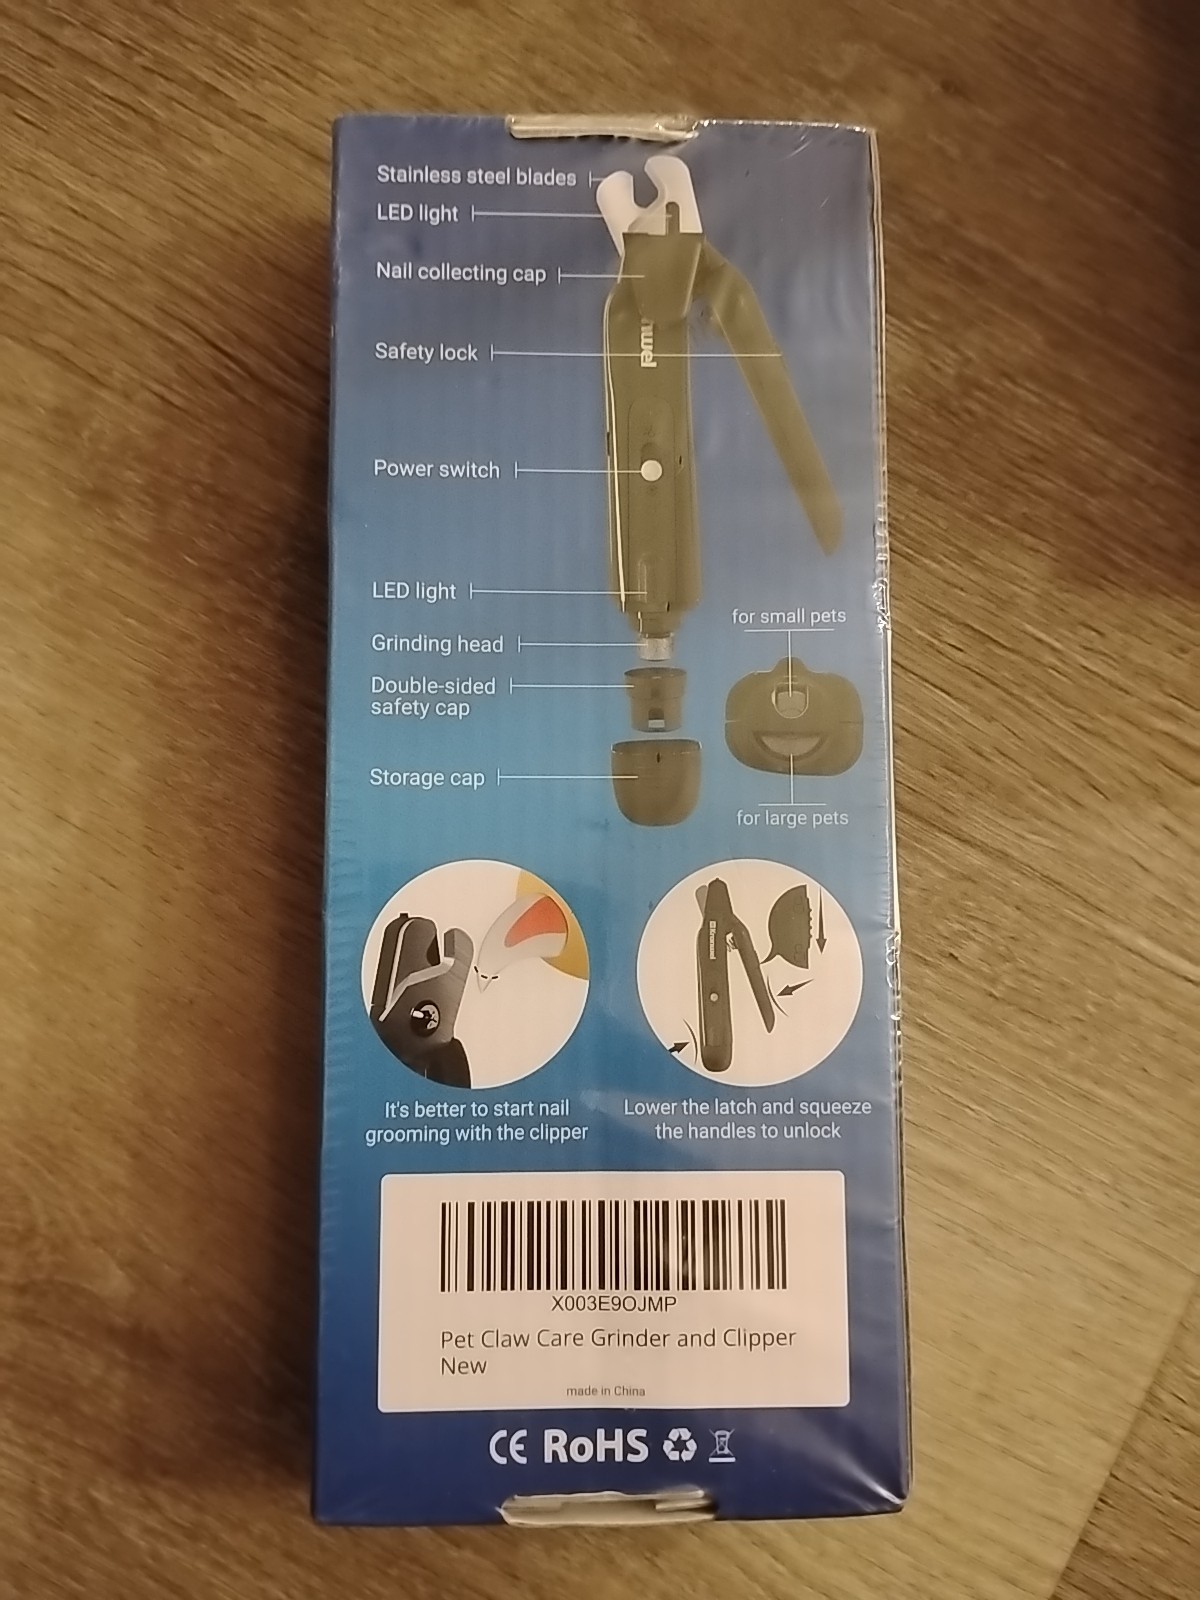 Stainless steel blades
LED light
Nail collecting cap
Safety lock
Power switch
LED light
Grinding head
Double-sided
safety cap
Storage cap
for small pets
for large pets
It's better to start nail
grooming with the clipper
Lower the latch and squeeze
the handles to unlock
X003E9OJMP
Pet Claw Care Grinder and Clipper
New
made in China
CE RoHS